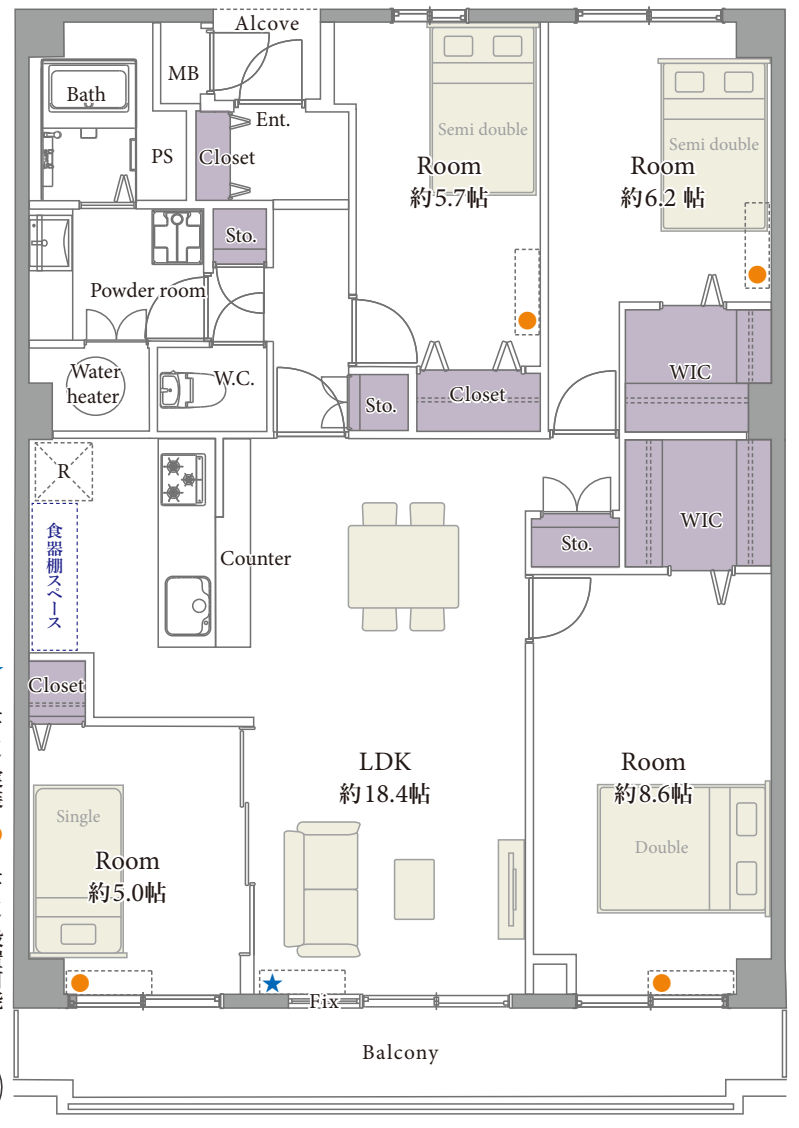 Alcove
MB
Bath
Ent.
PS
Closet
Semi double
Room
約5.7帖
Semi double
Room
約6.2 帖
Sto.
Powder room
Water
heater
W.C.
Sto.
Closet
WIC
R
食器棚スペース
Counter
WIC
Sto.
Closet
LDK
約18.4帖
Room
約8.6帖
Single
Room
約5.0帖
Double
Fix
Balcony